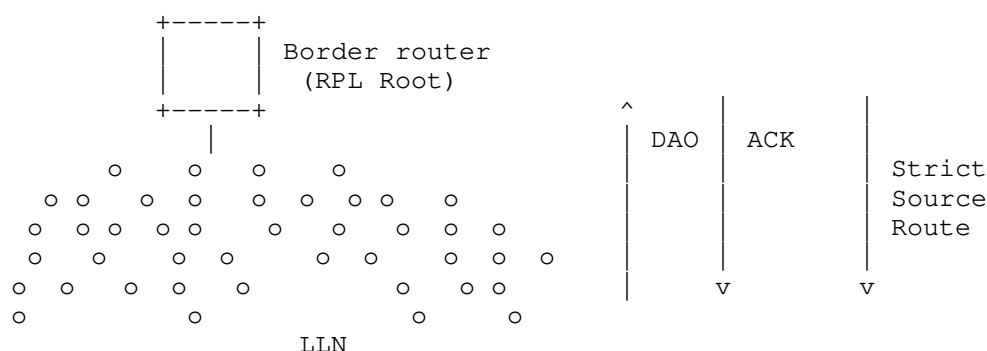 Border router
(RPL Root)
DAO ACK
Strict
Source
Route
LLN